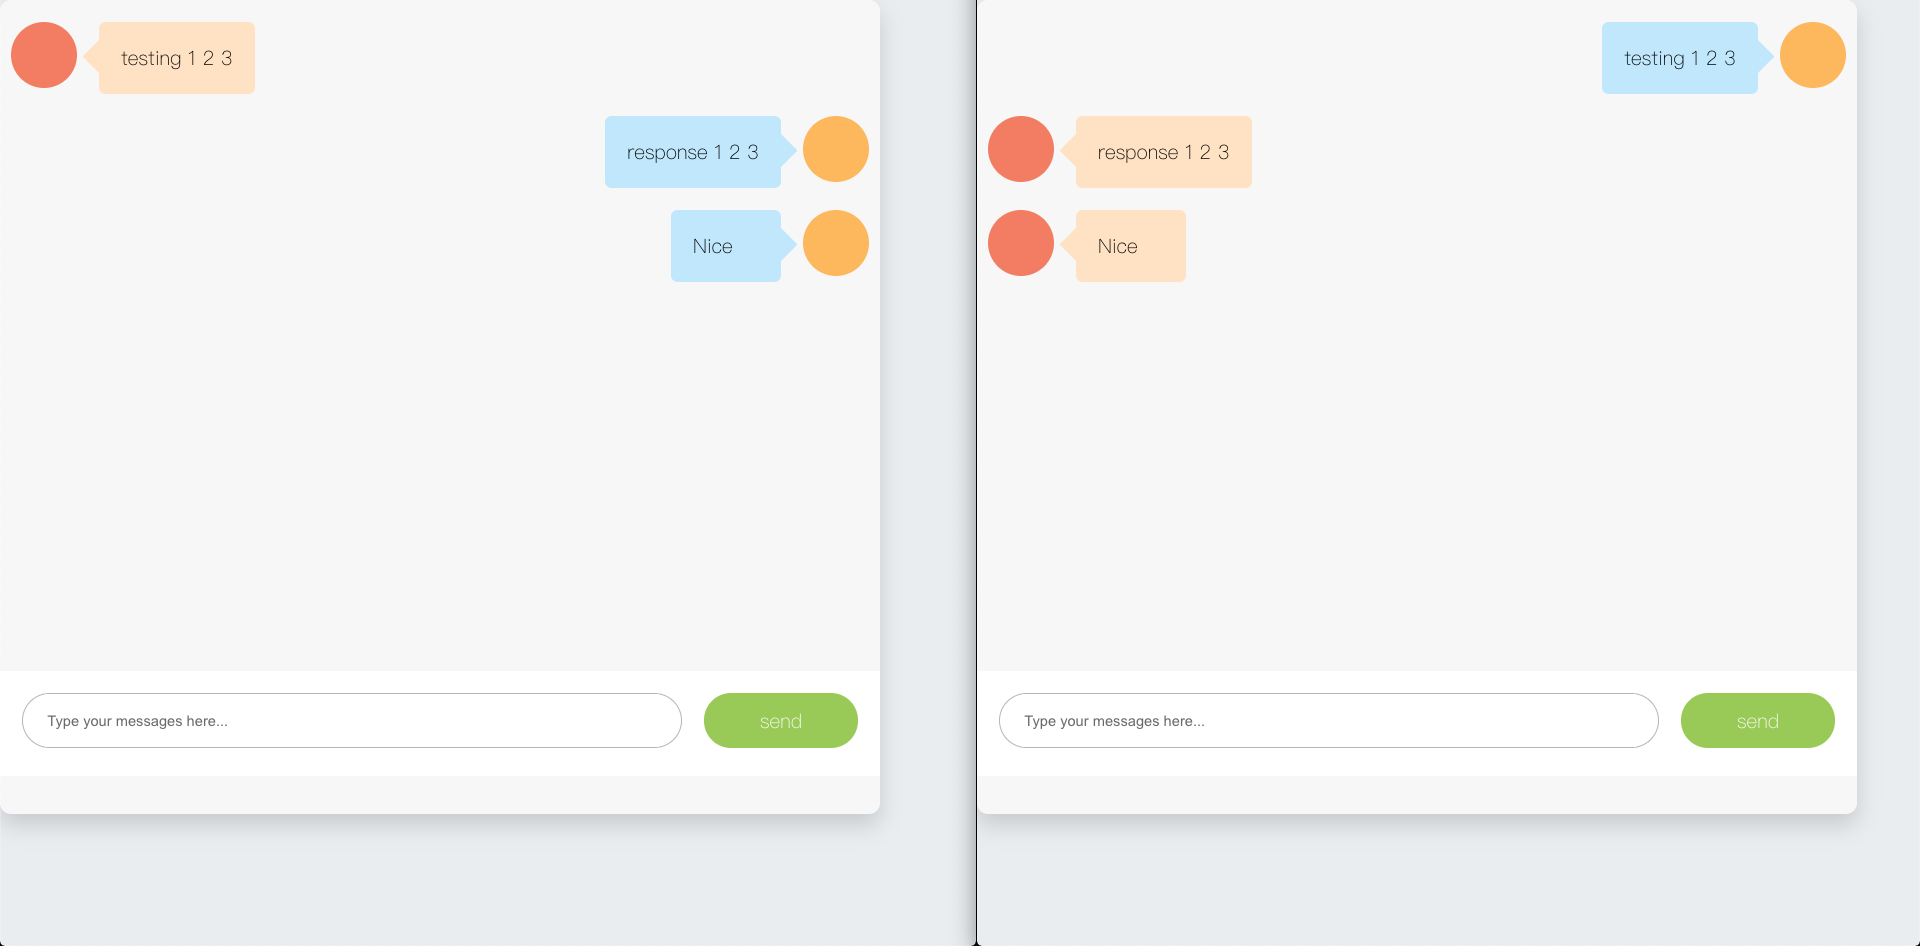 testing 1 2 3
response 1 2 3
Nice
Type your messages here...
send
testing 1 2 3
response 1 2 3
Nice
Type your messages here...
send